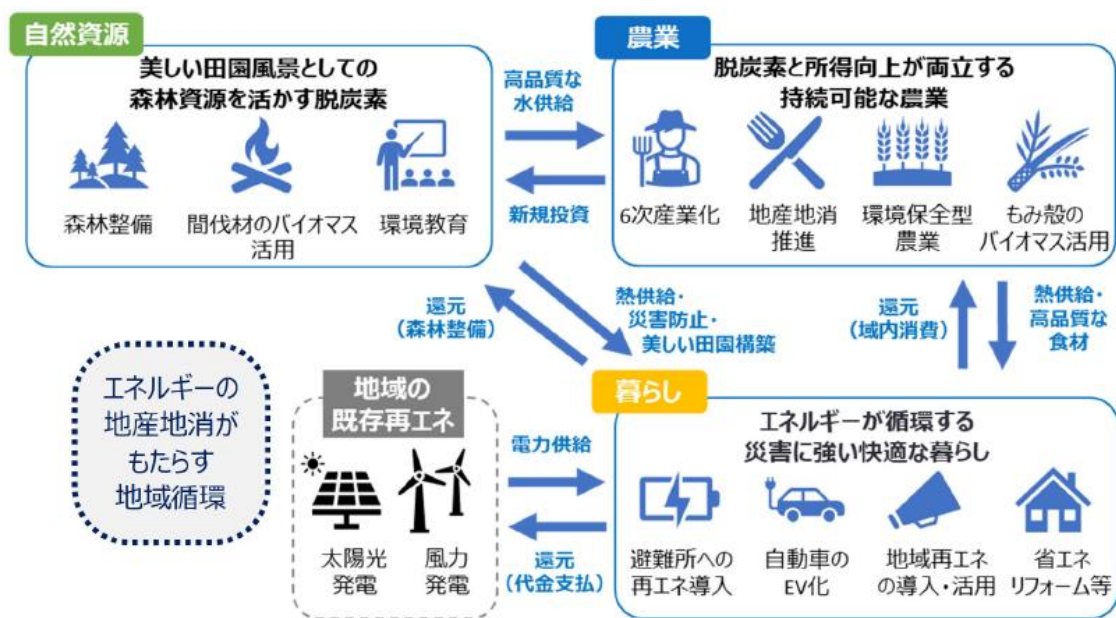 自然資源
美しい田園風景としての
森林資源を活かす脱炭素
森林整備
間伐材のバイオマス
活用
環境教育
高品質な
水供給
新規投資
農業
脱炭素と所得向上が両立する
持続可能な農業
6次産業化
地産地消
推進
環境保全型
農業
もみ殻の
バイオマス活用
還元
（森林整備）
熱供給・
災害防止・
美しい田園構築
還元
（域内消費）
熱供給・
高品質な
食材
エネルギーの
地産地消が
もたらす
地域循環
地域の
既存再エネ
太陽光
発電
風力
発電
電力供給
還元
（代金支払）
暮らし
エネルギーが循環する
災害に強い快適な暮らし
避難所への
再エネ導入
自動車の
EV化
地域再エネ
の導入・活用
省エネ
リフォーム等